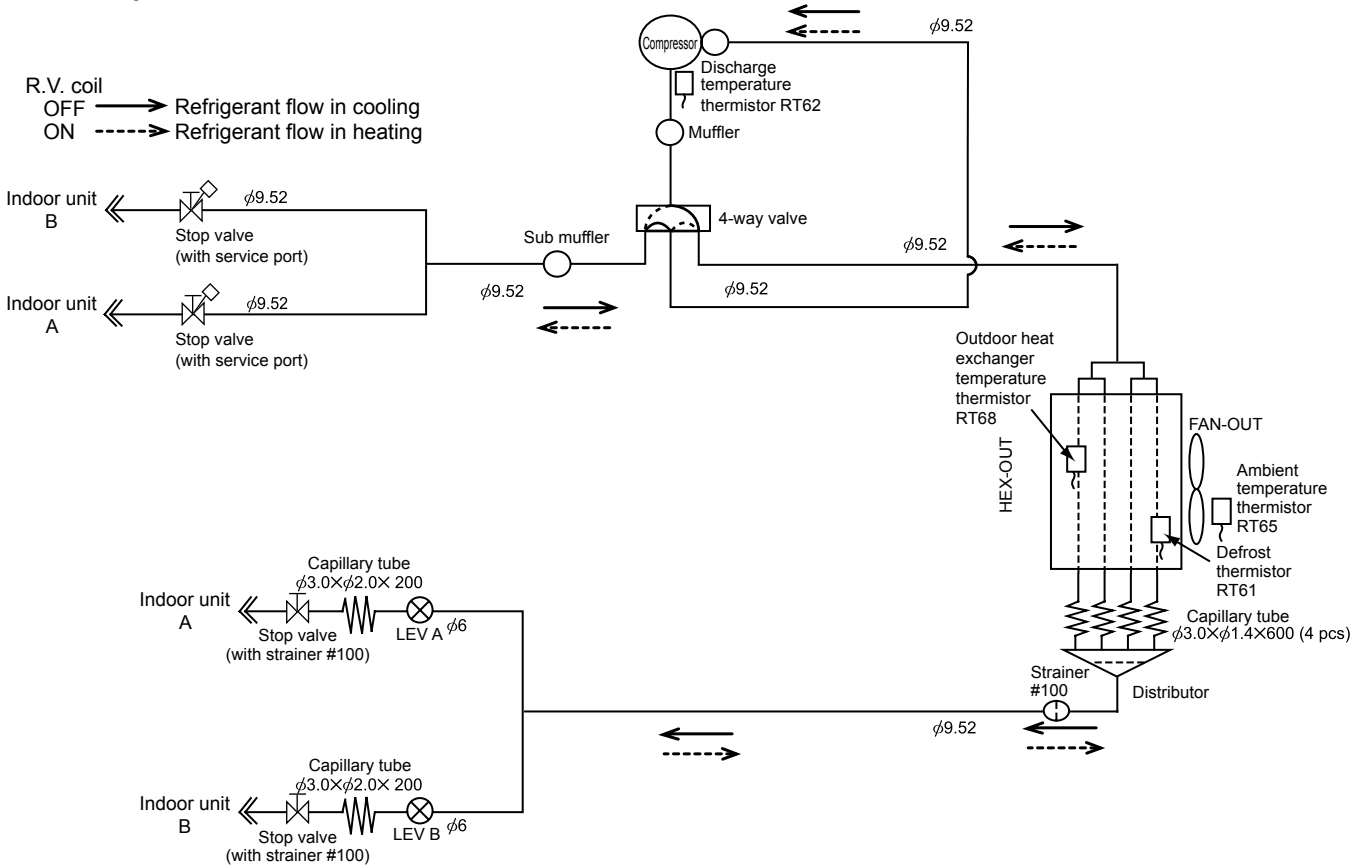 Compressor
φ9.52
Discharge
temperature
thermistor RT62
Muffler
R.V. coil
OFF Refrigerant flow in cooling
ON Refrigerant flow in heating
Indoor unit
B
φ9.52
Stop valve
(with service port)
4-way valve
Sub muffler
φ9.52
φ9.52
φ9.52
Indoor unit
A
φ9.52
Stop valve
(with service port)
Outdoor heat
exchanger
temperature
thermistor
RT68
HEX-OUT
FAN-OUT
Ambient
temperature
thermistor
RT65
Defrost
thermistor
RT61
Capillary tube
φ3.0×φ1.4×600 (4 pcs)
Distributor
Strainer
#100
φ9.52
Capillary tube
φ3.0×φ2.0× 200
Indoor unit
A
LEV A φ6
Stop valve
(with strainer #100)
Capillary tube
φ3.0×φ2.0× 200
Indoor unit
B
LEV B φ6
Stop valve
(with strainer #100)